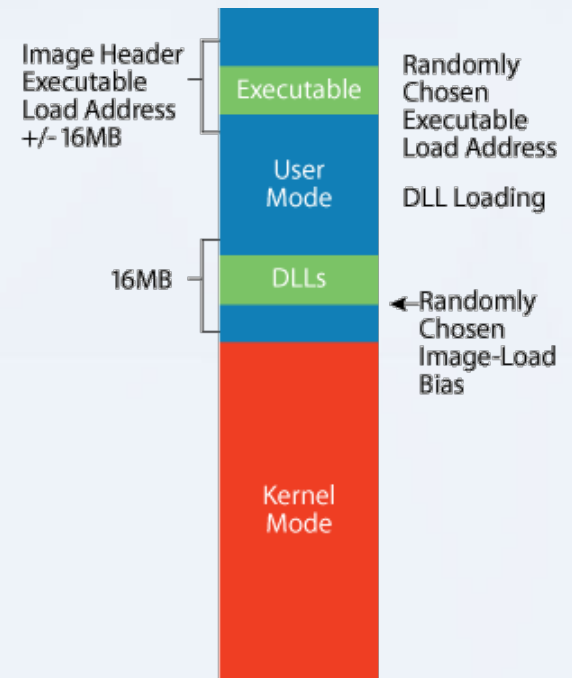 Image Header
Executable
Load Address
+/- 16MB
Executable
Randomly
Chosen
Executable
Load Address
User
Mode
DLL Loading
16MB
DLLs
Randomly
Chosen
Image-Load
Bias
Kernel
Mode